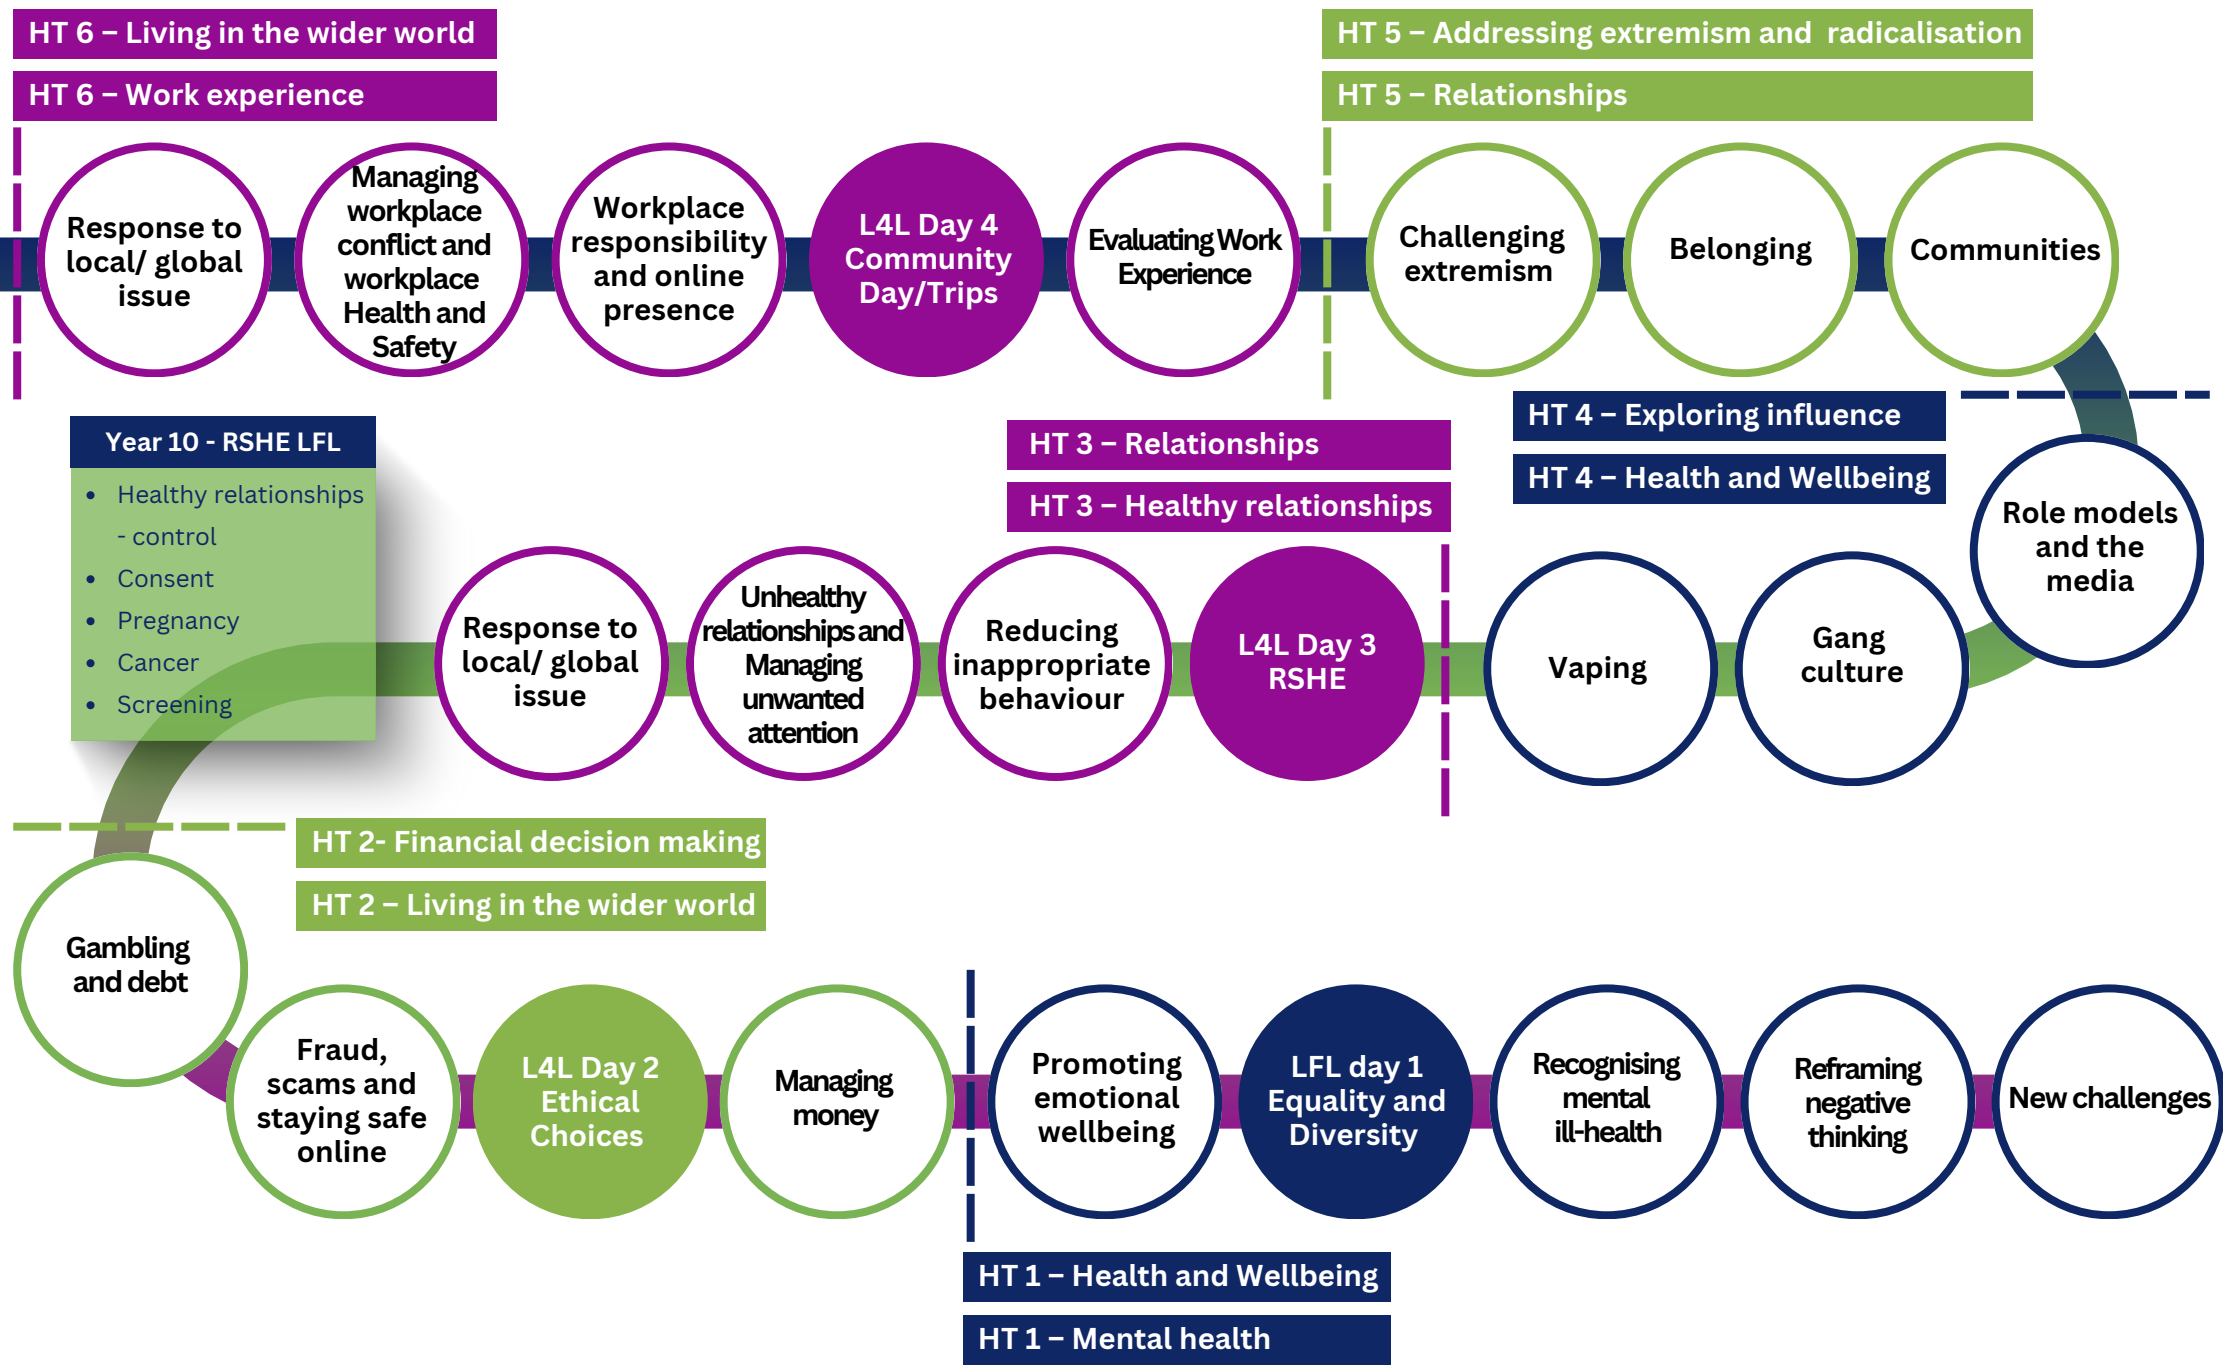 HT 6 – Living in the wider world
HT 6 – Work experience
HT 5 – Addressing extremism and  radicalisation
HT 5 – Relationships
Response to
local/ global
issue
Managing
workplace
conflict and
workplace
Health and
Safety
Workplace
responsibility
and online
presence
L4L Day 4
Community
Day/Trips
Evaluating Work
Experience
Challenging
extremism
Belonging
Communities
Year 10 - RSHE LFL
• Healthy relationships
- control
• Consent
• Pregnancy
• Cancer
• Screening
HT 3 – Relationships
HT 3 – Healthy relationships
HT 4 – Exploring influence
HT 4 – Health and Wellbeing
Response to
local/ global
issue
Unhealthy
relationships and
Managing
unwanted
attention
Reducing
inappropriate
behaviour
L4L Day 3
RSHE
Vaping
Gang
culture
Role models
and the
media
HT 2- Financial decision making
HT 2 – Living in the wider world
Gambling
and debt
Fraud,
scams and
staying safe
online
L4L Day 2
Ethical
Choices
Managing
money
Promoting
emotional
wellbeing
LFL day 1
Equality and
Diversity
Recognising
mental
ill-health
Reframing
negative
thinking
New challenges
HT 1 – Health and Wellbeing
HT 1 – Mental health